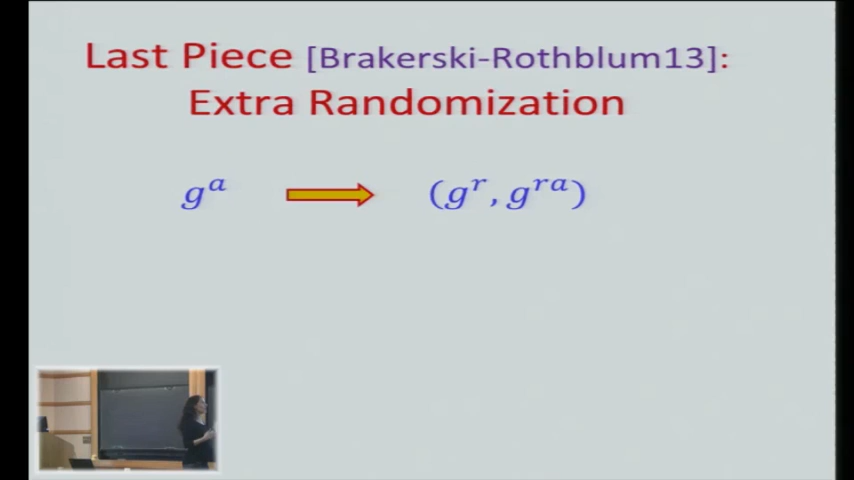 Last Piece [Brakerski-Rothblum13]:
Extra Randomization
g^a (g^r, g^{ra})